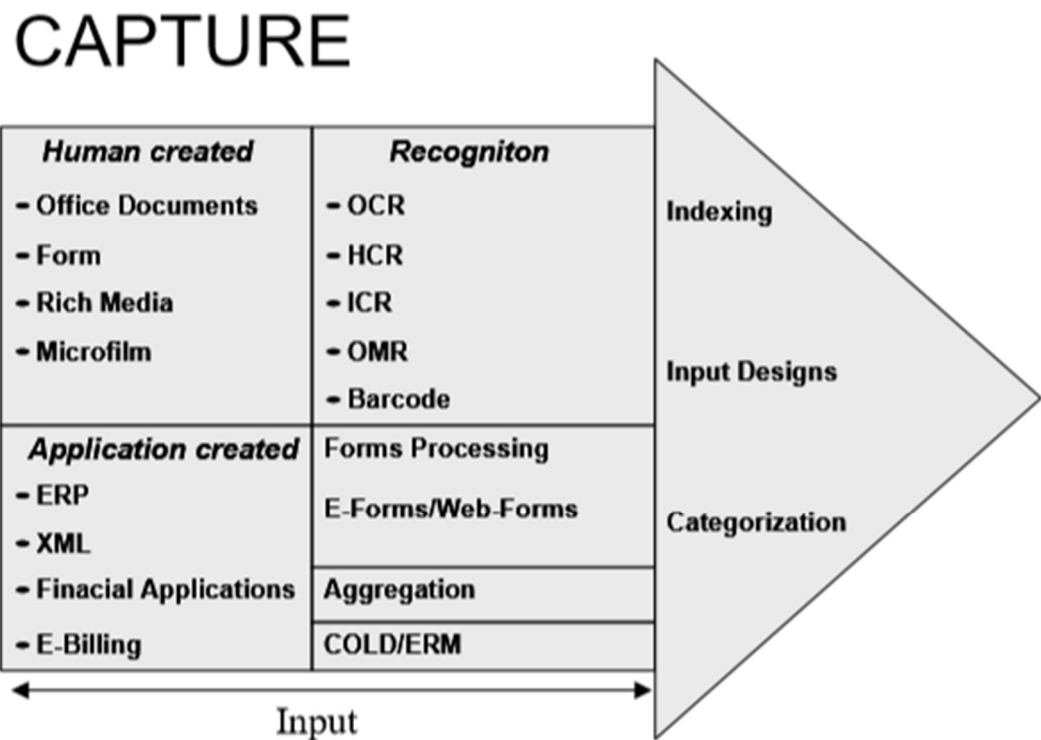 CAPTURE
Human created
- Office Documents
- Form
- Rich Media
- Microfilm
Recogniton
- OCR
- HCR
- ICR
- OMR
- Barcode
Application created
- ERP
- XML
- Finacial Applications
- E-Billing
Forms Processing
E-Forms/Web-Forms
Aggregation
COLD/ERM
Indexing
Input Designs
Categorization
Input